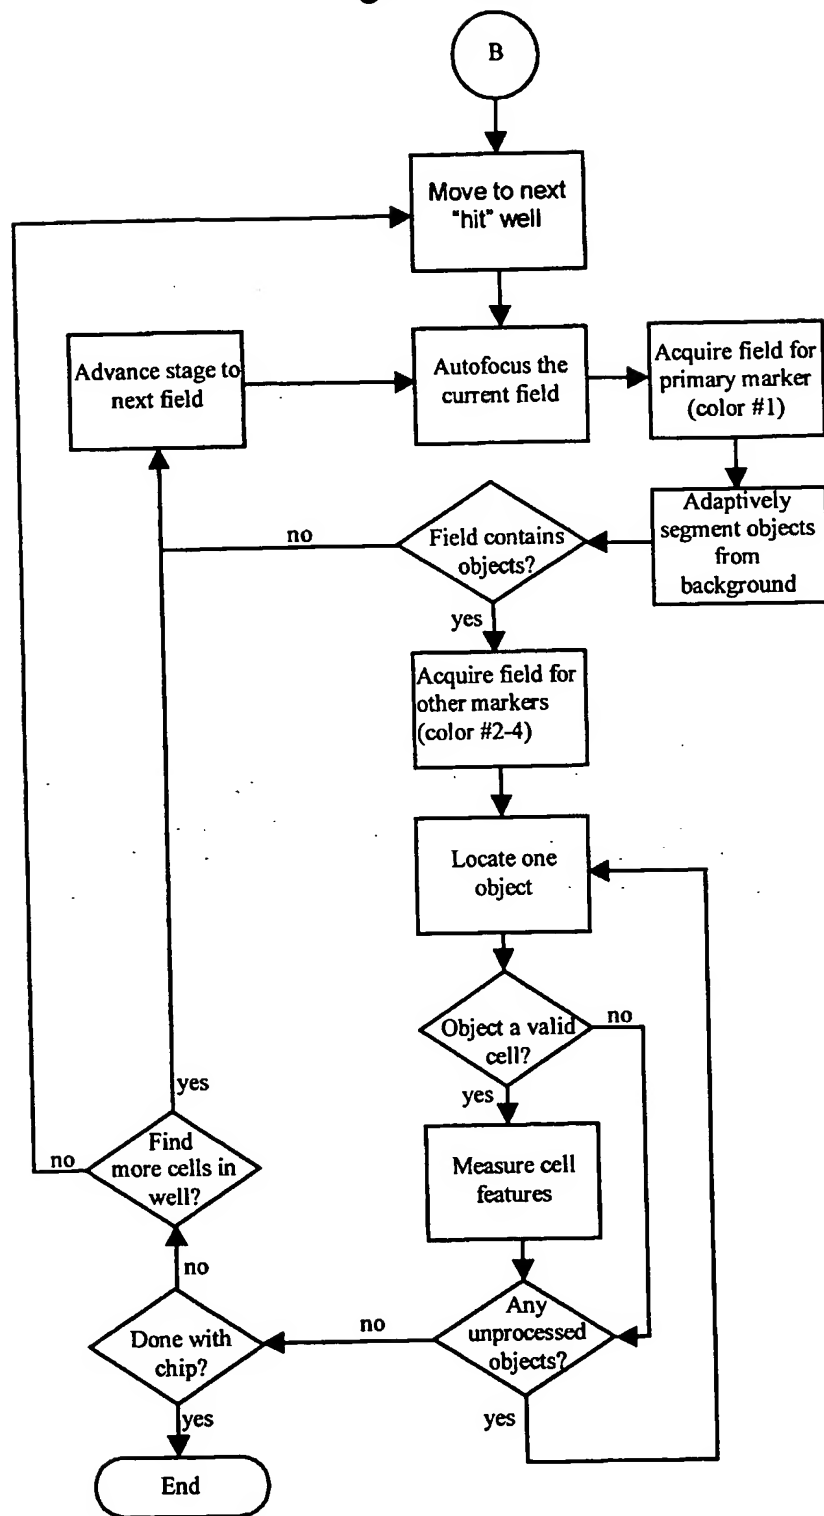 B
Move to next
"hit" well
Advance stage to
next field
Autofocus the
current field
Acquire field for
primary marker
(color #1)
Adaptively
segment objects
from
background
Field contains
objects?
no
yes
Acquire field for
other markers
(color #2-4)
Locate one
object
Object a valid
cell?
no
yes
Measure cell
features
Any
unprocessed
objects?
no
yes
Done with
chip?
no
yes
Find
more cells in
well?
yes
no
End